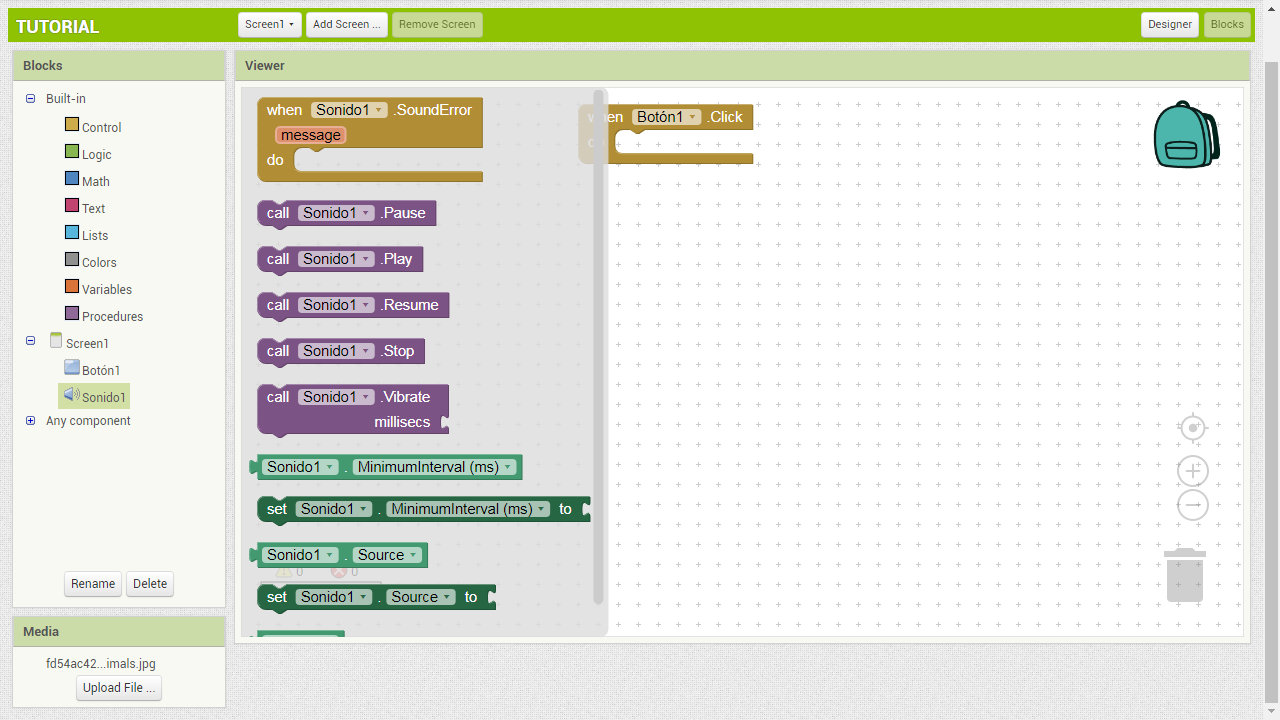 TUTORIAL
Screen1
Add Screen ...
Remove Screen
Designer
Blocks
Blocks
Built-in
Control
Logic
Math
Text
Lists
Colors
Variables
Procedures
Screen1
Botón1
Sonido1
Any component
Rename
Delete
Media
fd54ac42...imals.jpg
Upload File ...
Viewer
when Sonido1 .SoundError
message
do
call Sonido1 .Pause
call Sonido1 .Play
call Sonido1 .Resume
call Sonido1 .Stop
call Sonido1 .Vibrate
millisecs
Sonido1 . MinimumInterval (ms)
set Sonido1 . MinimumInterval (ms) to
Sonido1 . Source
0 0
set Sonido1 . Source to
when Botón1 .Click
do